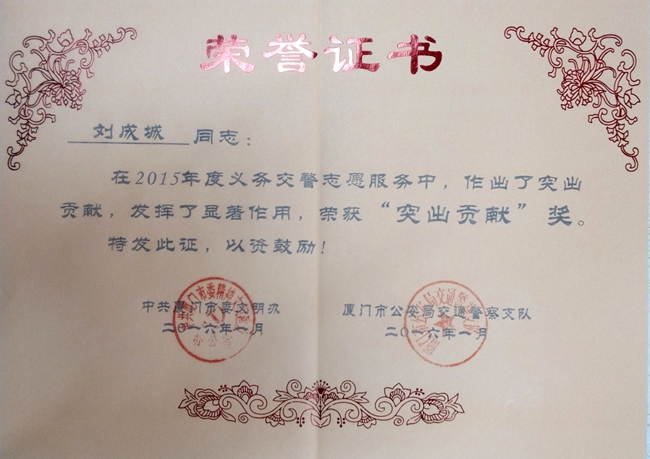 荣誉证书
刘成城 同志：
在2015年度义务交警志愿服务中，作出了突出
贡献，发挥了显著作用，荣获“突出贡献”奖。
特发此证，以资鼓励！
中共厦门市委文明办
二〇一六年一月
厦门市公安局交通警察支队
二〇一六年一月